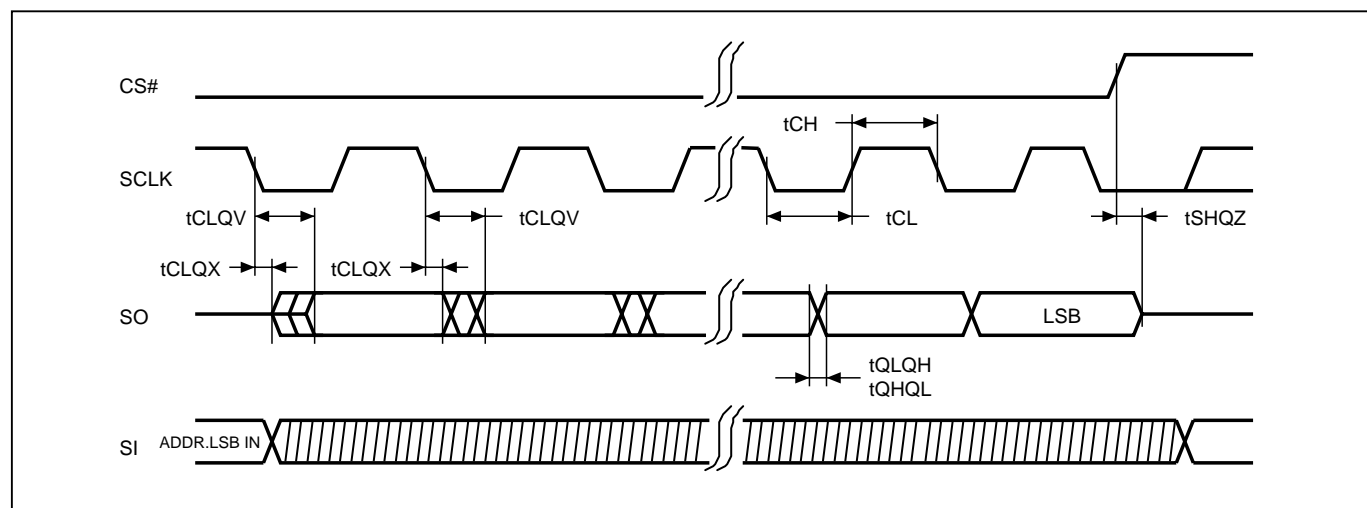 CS#
tCH
SCLK
tCLQV
tCLQV
tCL
tSHQZ
tCLQX
tCLQX
SO
LSB
tQLQH
tQHQL
SI
ADDR.LSB IN